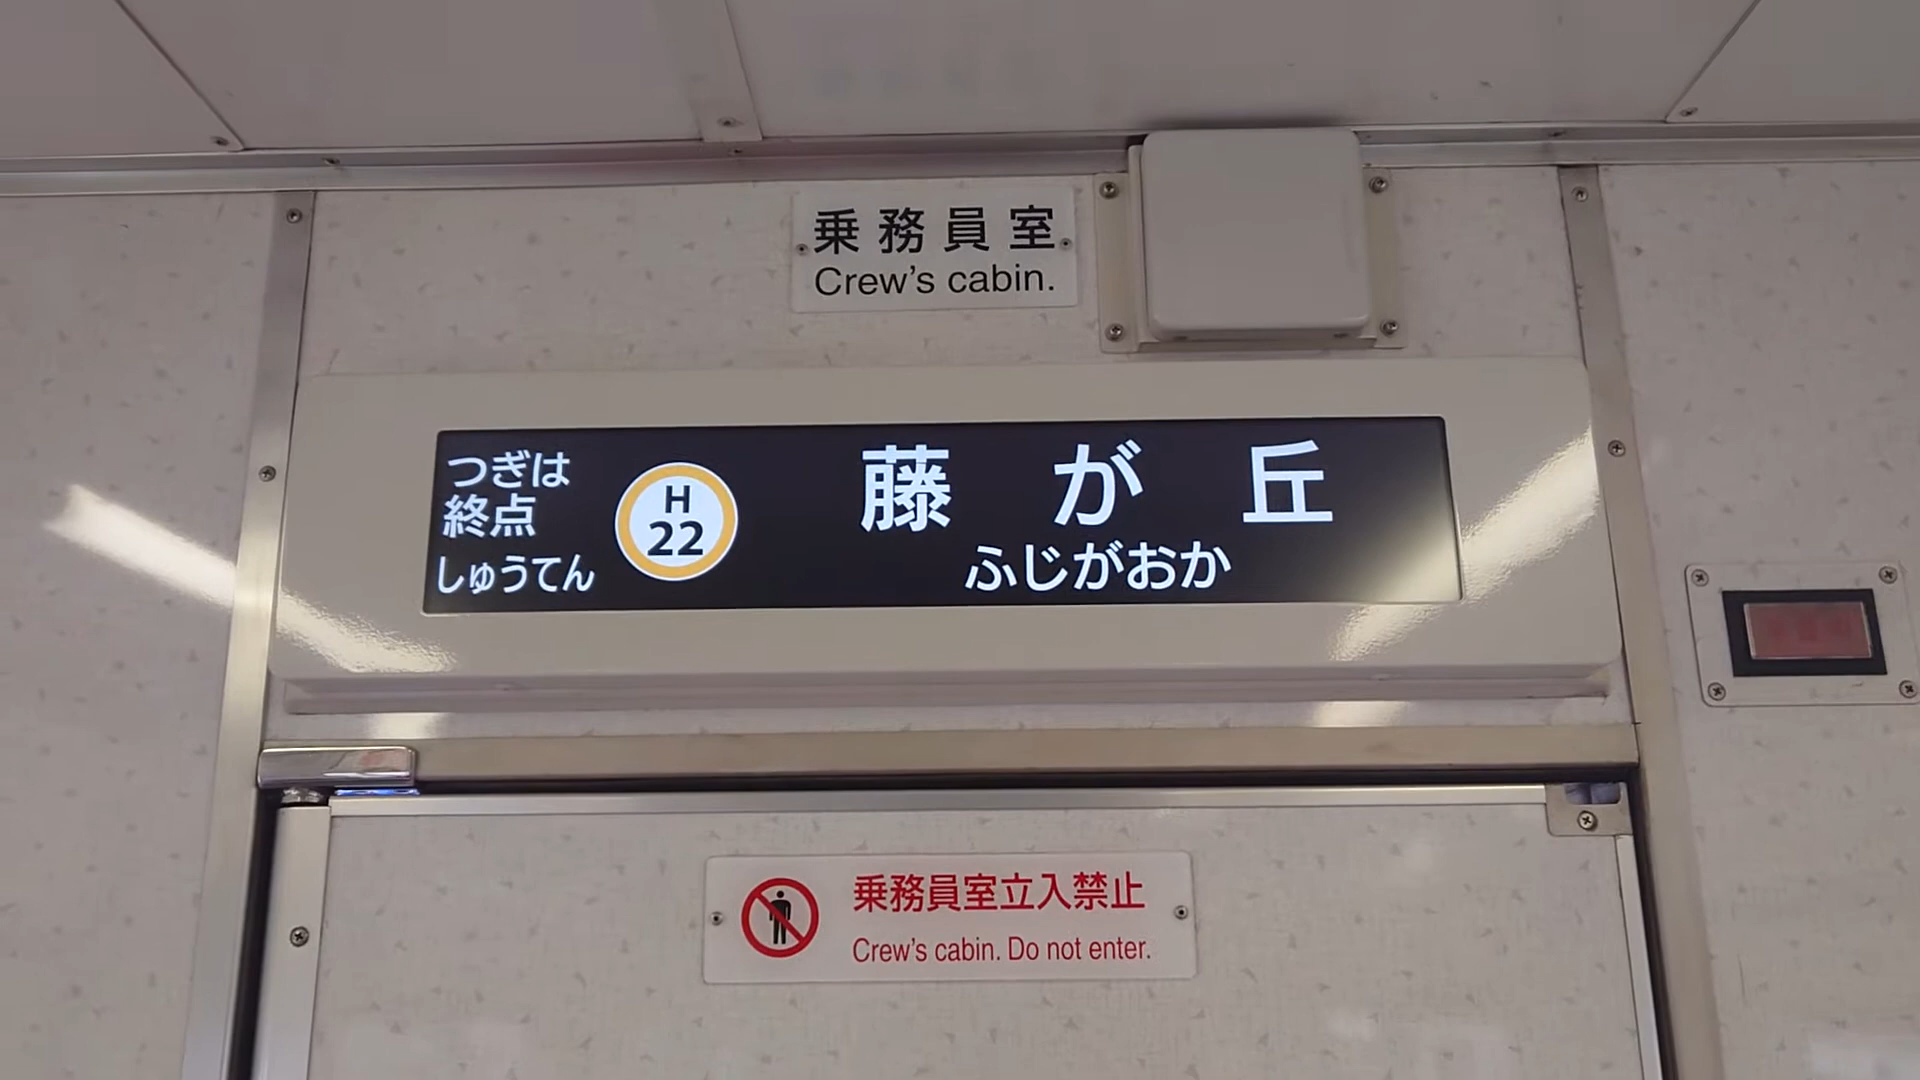 乗務員室
Crew's cabin.
つぎは
終点
しゅうてん
H
22
藤が丘
ふじがおか
乗務員室立入禁止
Crew's cabin. Do not enter.